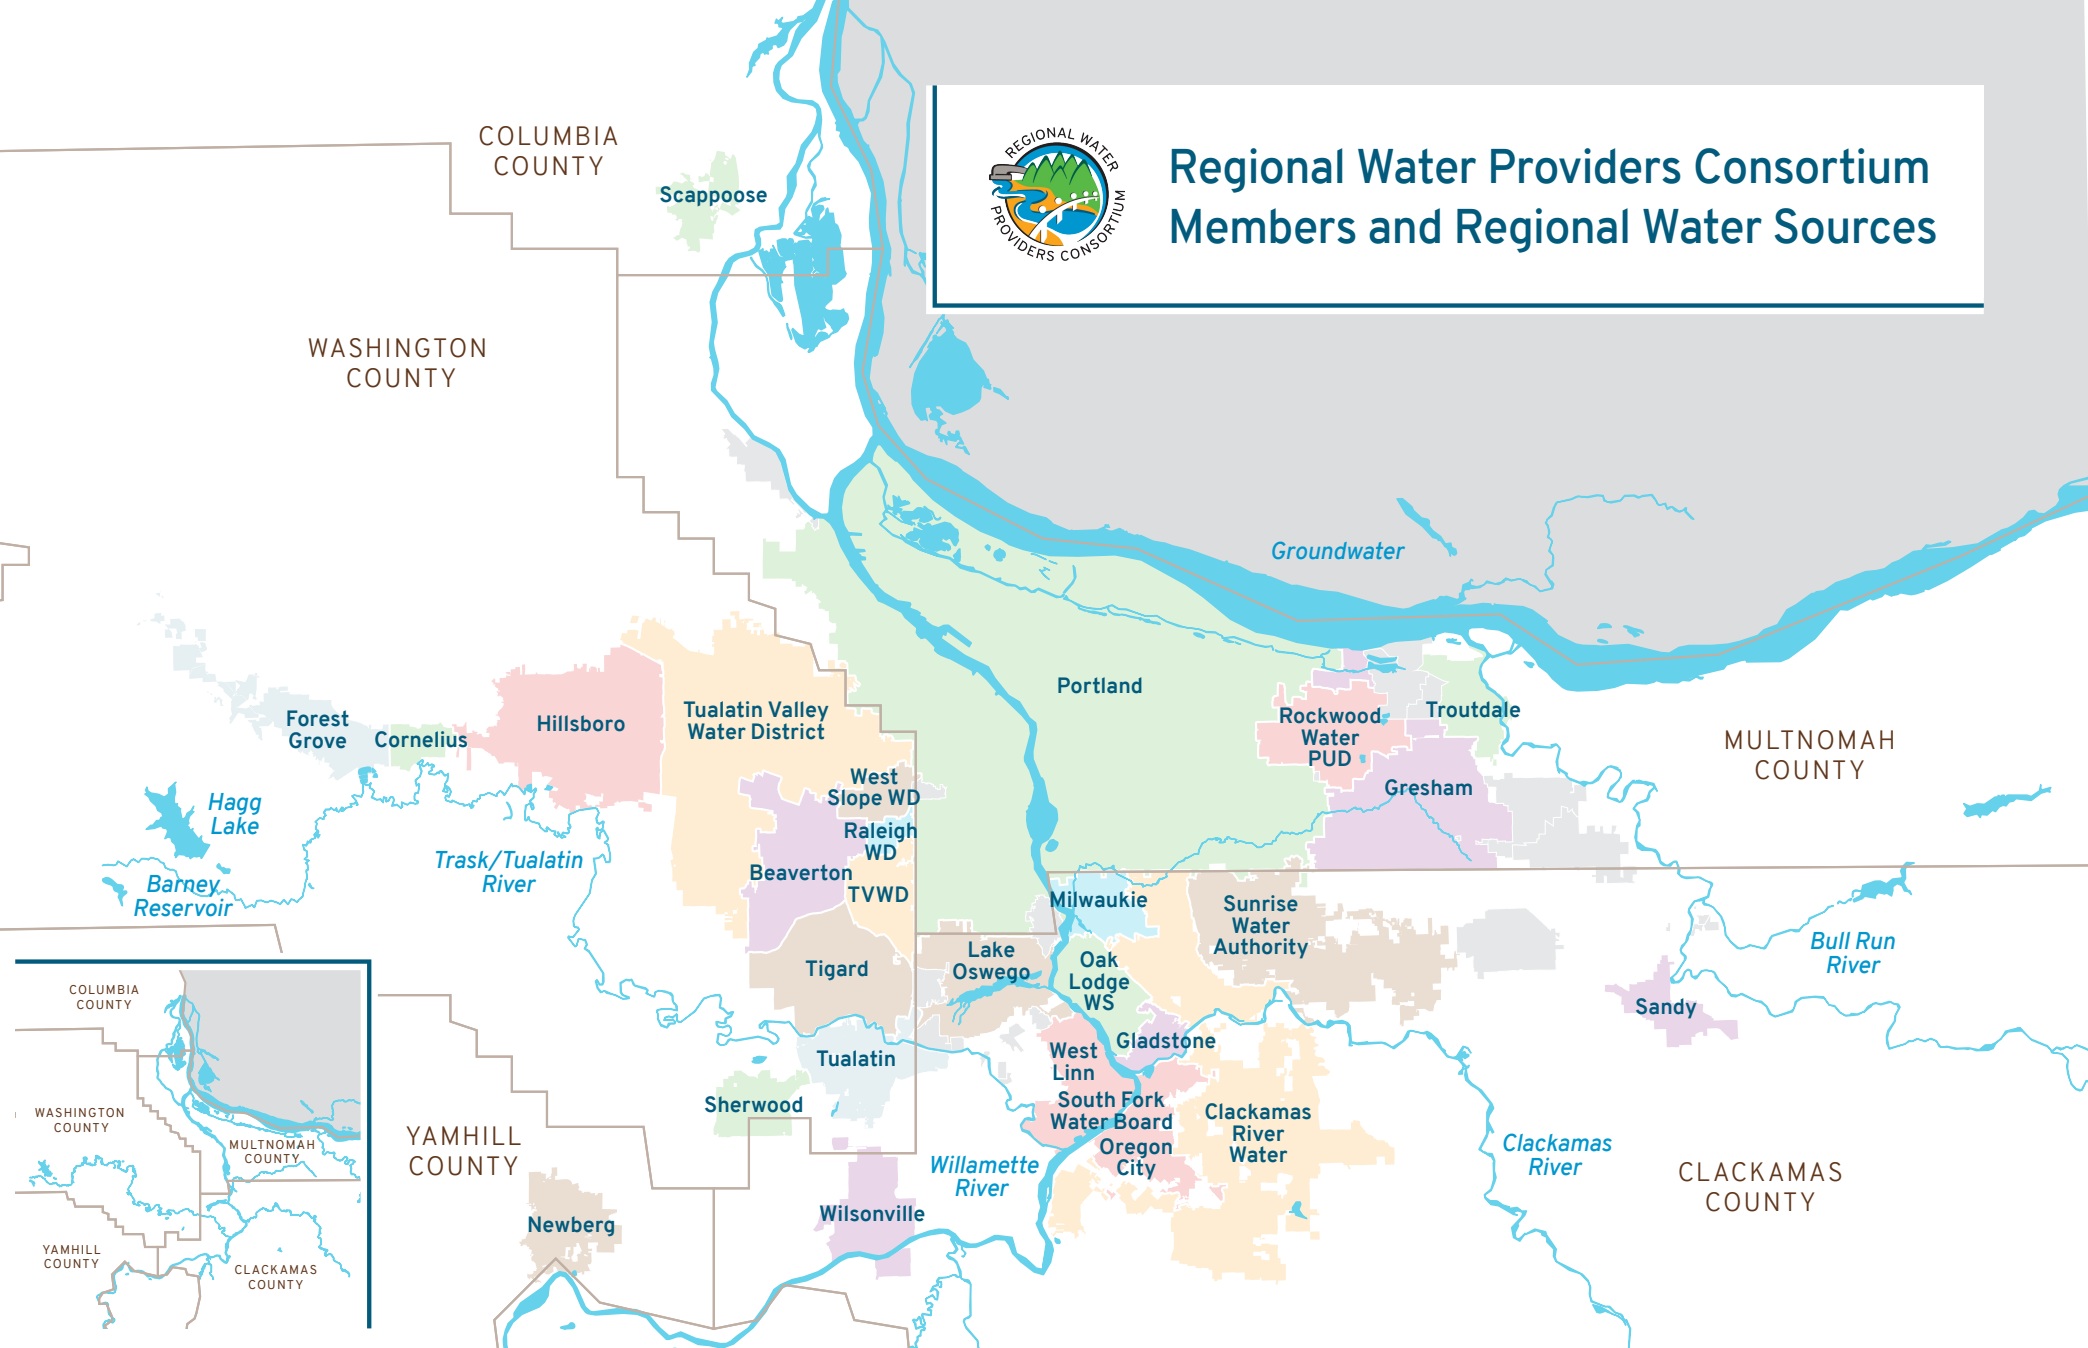 REGIONAL WATER
PROVIDERS CONSORTIUM
Regional Water Providers Consortium
Members and Regional Water Sources
COLUMBIA
COUNTY
Scappoose
WASHINGTON
COUNTY
Groundwater
Portland
Forest
Grove
Cornelius
Hillsboro
Tualatin Valley
Water District
Rockwood
Water
PUD
Troutdale
Gresham
MULTNOMAH
COUNTY
West
Slope WD
Raleigh
WD
Beaverton
TVWD
Hagg
Lake
Barney
Reservoir
Trask/Tualatin
River
Milwaukie
Sunrise
Water
Authority
Tigard
Lake
Oswego
Oak
Lodge
WS
Bull Run
River
Sandy
Gladstone
West
Linn
Tualatin
Sherwood
South Fork
Water Board
Oregon
City
Clackamas
River
Water
Clackamas
River
CLACKAMAS
COUNTY
YAMHILL
COUNTY
Willamette
River
Newberg
Wilsonville
COLUMBIA
COUNTY
WASHINGTON
COUNTY
MULTNOMAH
COUNTY
YAMHILL
COUNTY
CLACKAMAS
COUNTY